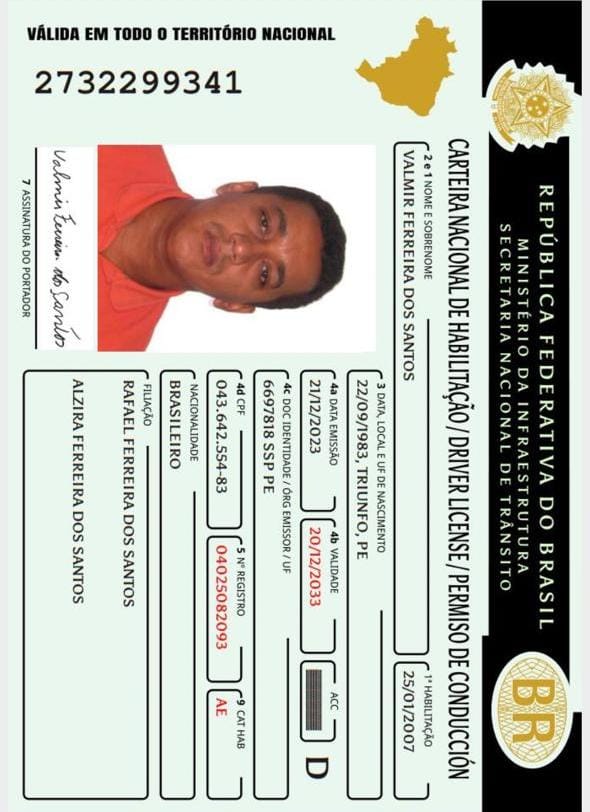 REPÚBLICA FEDERATIVA DO BRASIL
MINISTÉRIO DA INFRAESTRUTURA
SECRETARIA NACIONAL DE TRÂNSITO
BR
CARTEIRA NACIONAL DE HABILITAÇÃO / DRIVER LICENSE / PERMISO DE CONDUCCIÓN
2 e 1 NOME E SOBRENOME
VALMIR FERREIRA DOS SANTOS
1ª HABILITAÇÃO
25/01/2007
3 DATA, LOCAL E UF DE NASCIMENTO
22/09/1983, TRIUNFO, PE
4a DATA EMISSÃO
21/12/2023
4b VALIDADE
20/12/2033
ACC
D
4c DOC IDENTIDADE / ÓRG EMISSOR / UF
6697818 SSP PE
4d CPF
043.642.554-83
5 Nº REGISTRO
04025082093
9 CAT HAB
AE
NACIONALIDADE
BRASILEIRO
FILIAÇÃO
RAFAEL FERREIRA DOS SANTOS
ALZIRA FERREIRA DOS SANTOS
Valmir Ferreira dos Santos
7 ASSINATURA DO PORTADOR
VÁLIDA EM TODO O TERRITÓRIO NACIONAL
2732299341